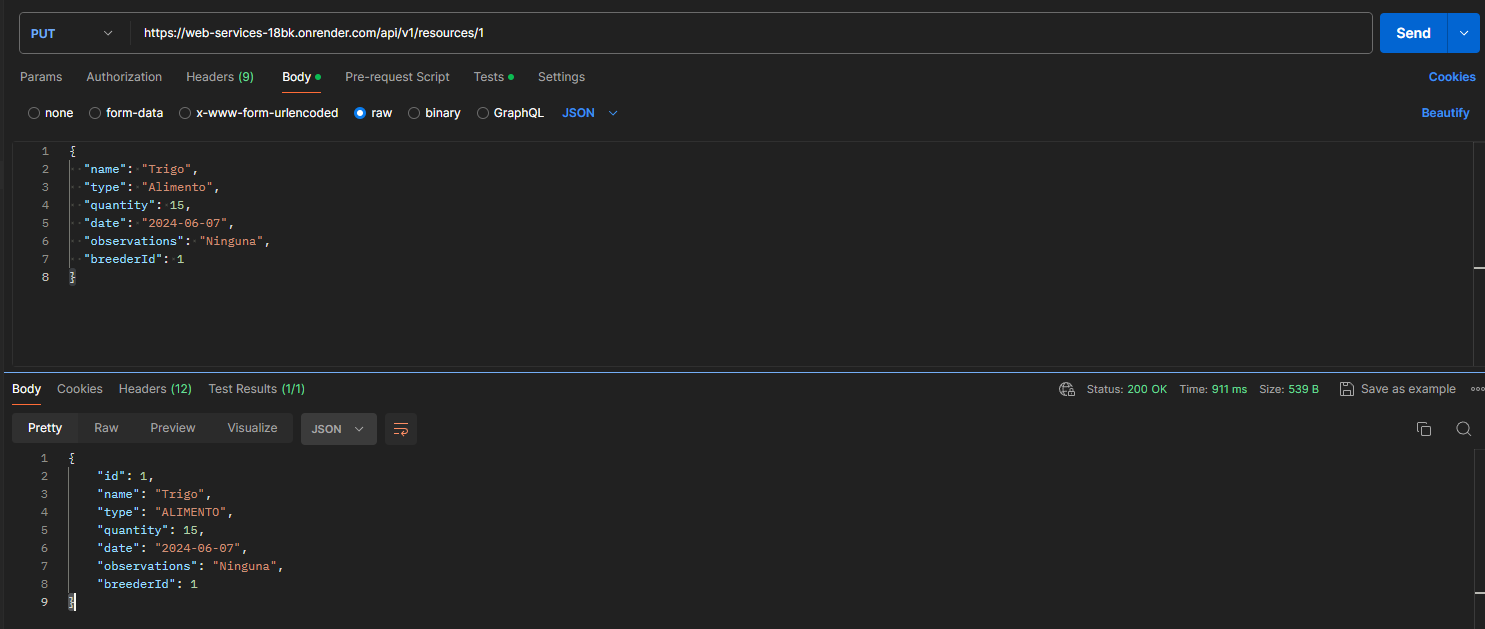 PUT https://web-services-18bk.onrender.com/api/v1/resources/1 Send
Params Authorization Headers (9) Body Pre-request Script Tests Settings Cookies
none form-data x-www-form-urlencoded raw binary GraphQL JSON Beautify
1 {
2 "name": "Trigo",
3 "type": "Alimento",
4 "quantity": 15,
5 "date": "2024-06-07",
6 "observations": "Ninguna",
7 "breederId": 1
8 }
Body Cookies Headers (12) Test Results (1/1) Status: 200 OK Time: 911 ms Size: 539 B Save as example
Pretty Raw Preview Visualize JSON
1 {
2 "id": 1,
3 "name": "Trigo",
4 "type": "ALIMENTO",
5 "quantity": 15,
6 "date": "2024-06-07",
7 "observations": "Ninguna",
8 "breederId": 1
9 }